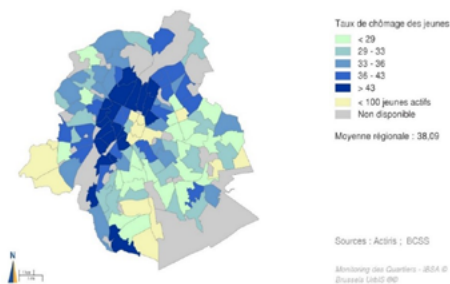 Taux de chômage des jeunes
< 29
29 - 33
33 - 36
36 - 43
> 43
< 100 jeunes actifs
Non disponible
Moyenne régionale : 38,09
Sources : Actiris ; BCSS
Monitoring des Quartiers - IBSA ©
Brussels UrbIS ®©
N